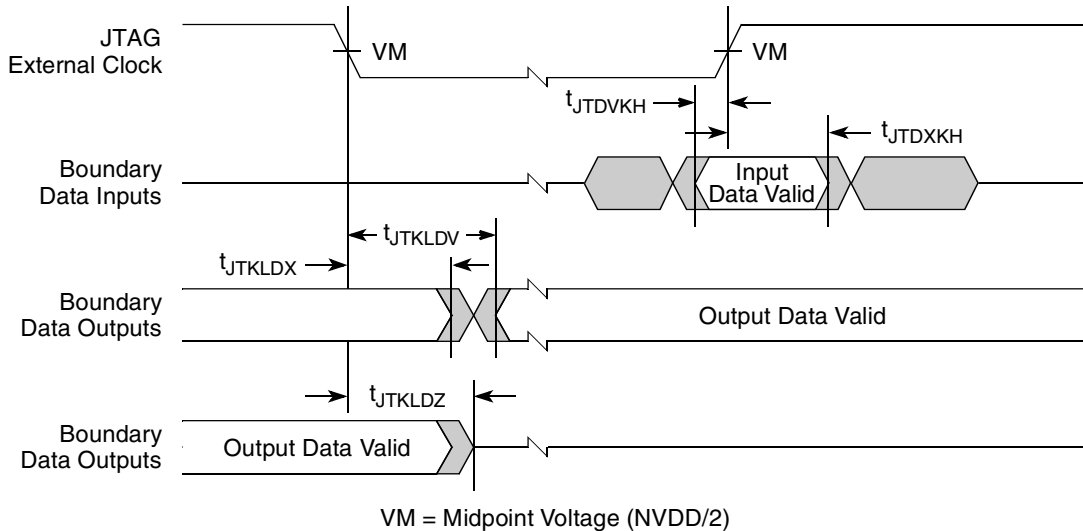 JTAG
External Clock
VM
VM
tJTDVKH
tJTDXKH
Boundary
Data Inputs
Input
Data Valid
tJTKLDV
tJTKLDX
Boundary
Data Outputs
Output Data Valid
tJTKLDZ
Boundary
Data Outputs
Output Data Valid
VM = Midpoint Voltage (NVDD/2)